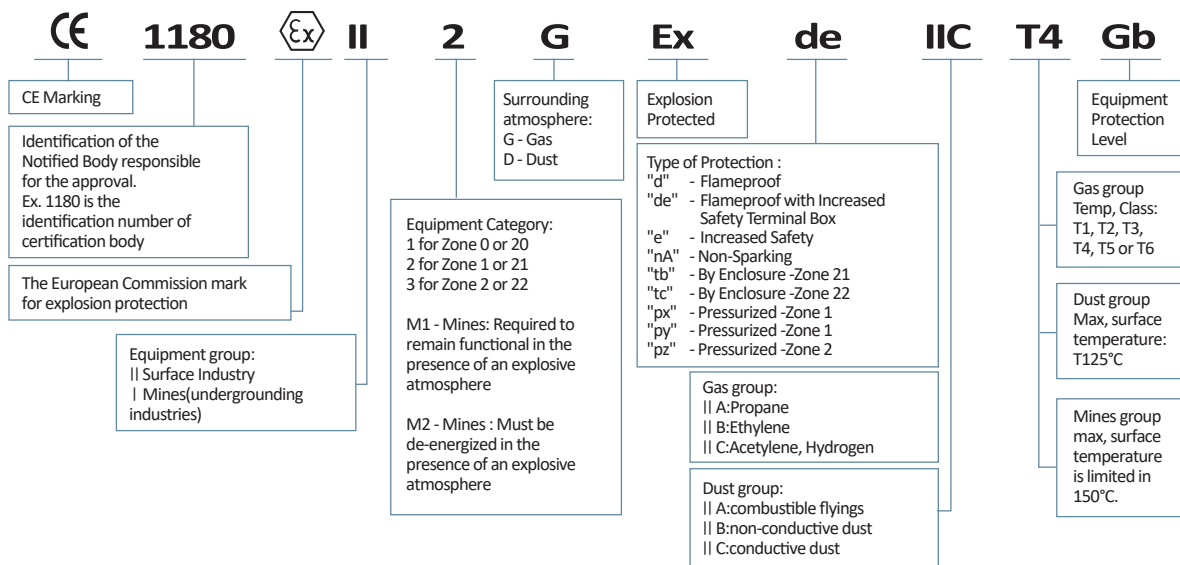 CE 1180 Ex II 2 G Ex de IIC T4 Gb
CE Marking
Identification of the
Notified Body responsible
for the approval.
Ex. 1180 is the
identification number of
certification body
The European Commission mark
for explosion protection
Equipment group:
|| Surface Industry
| Mines(undergrounding
industries)
Equipment Category:
1 for Zone 0 or 20
2 for Zone 1 or 21
3 for Zone 2 or 22
M1 - Mines: Required to
remain functional in the
presence of an explosive
atmosphere
M2 - Mines : Must be
de-energized in the
presence of an explosive
atmosphere
Surrounding
atmosphere:
G - Gas
D - Dust
Explosion
Protected
Type of Protection :
"d" - Flameproof
"de" - Flameproof with Increased
Safety Terminal Box
"e" - Increased Safety
"nA" - Non-Sparking
"tb" - By Enclosure -Zone 21
"tc" - By Enclosure -Zone 22
"px" - Pressurized -Zone 1
"py" - Pressurized -Zone 1
"pz" - Pressurized -Zone 2
Gas group:
|| A:Propane
|| B:Ethylene
|| C:Acetylene, Hydrogen
Dust group:
|| A:combustible flyings
|| B:non-conductive dust
|| C:conductive dust
Equipment
Protection
Level
Gas group
Temp, Class:
T1, T2, T3,
T4, T5 or T6
Dust group
Max, surface
temperature:
T125°C
Mines group
max, surface
temperature
is limited in
150°C.